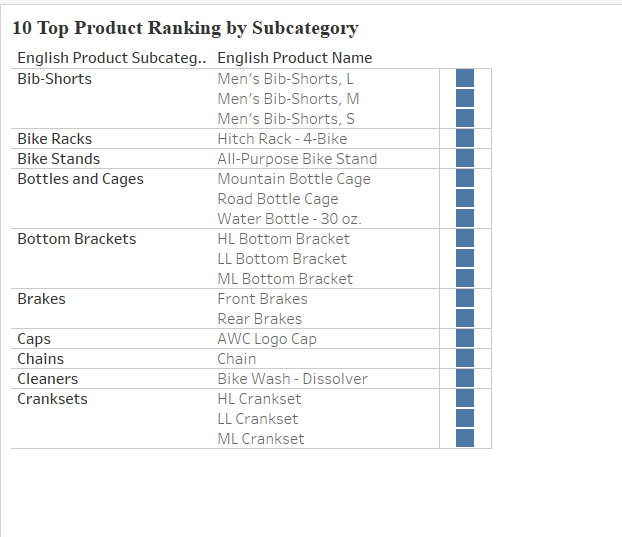 10 Top Product Ranking by Subcategory
English Product Subcateg.. English Product Name
Bib-Shorts Men's Bib-Shorts, L
Men's Bib-Shorts, M
Men's Bib-Shorts, S
Bike Racks Hitch Rack - 4-Bike
Bike Stands All-Purpose Bike Stand
Bottles and Cages Mountain Bottle Cage
Road Bottle Cage
Water Bottle - 30 oz.
Bottom Brackets HL Bottom Bracket
LL Bottom Bracket
ML Bottom Bracket
Brakes Front Brakes
Rear Brakes
Caps AWC Logo Cap
Chains Chain
Cleaners Bike Wash - Dissolver
Cranksets HL Crankset
LL Crankset
ML Crankset